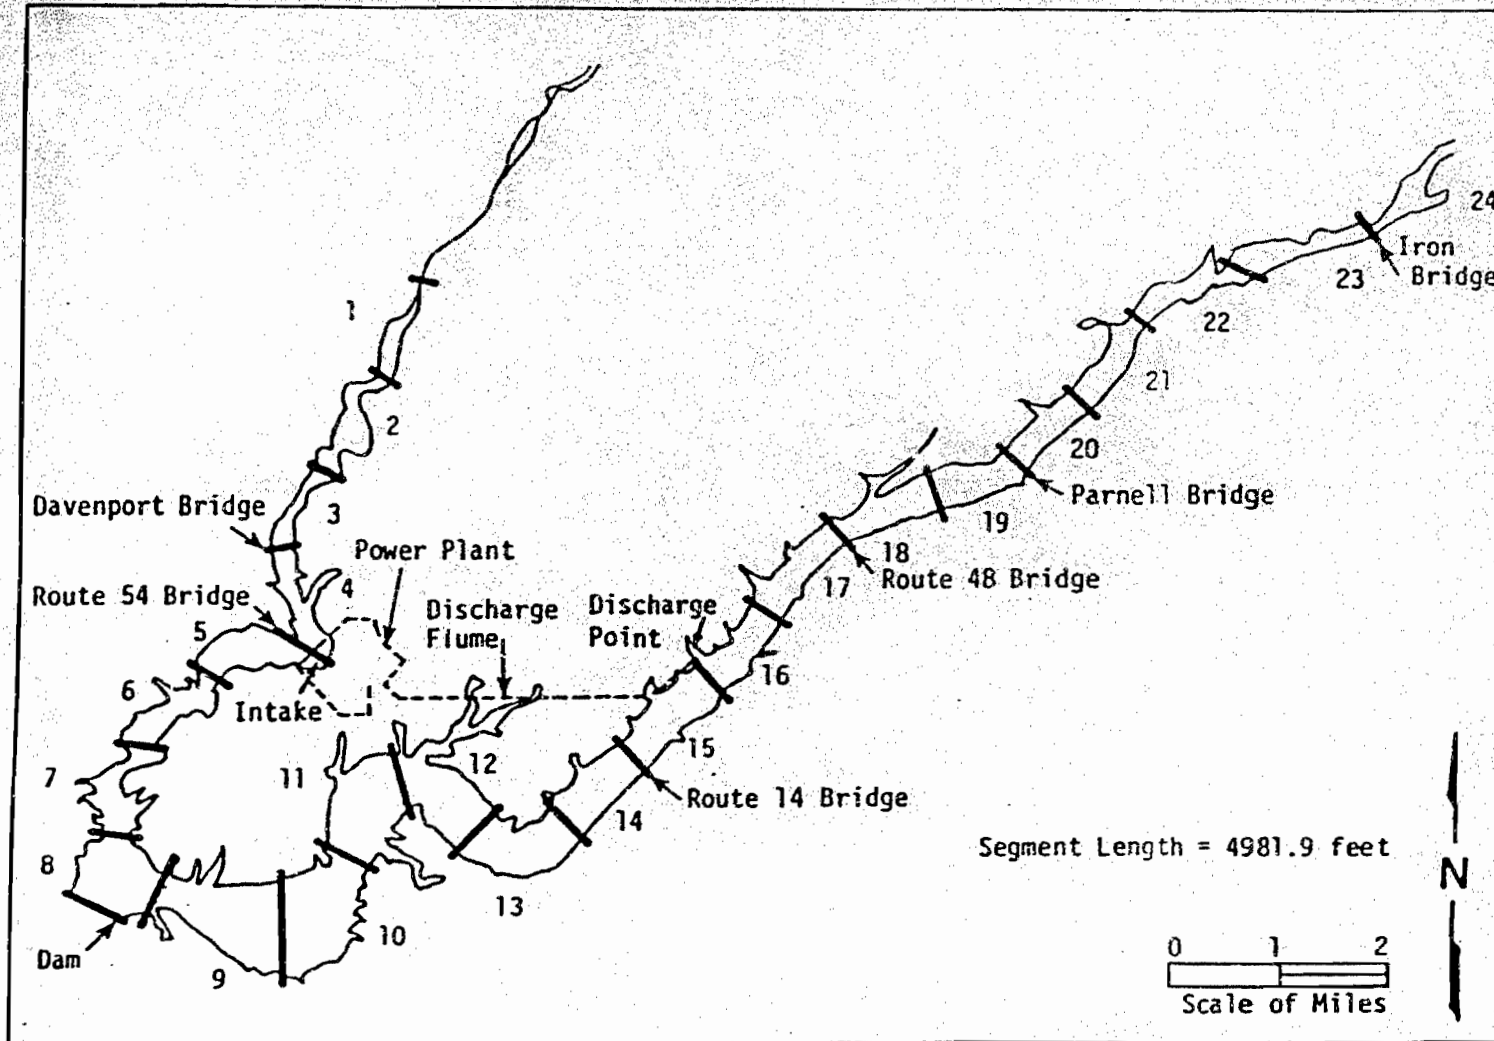 24
Iron
Bridge
23
1
22
21
2
20
Davenport Bridge
3
Parnell Bridge
19
Power Plant
18
Route 48 Bridge
17
Route 54 Bridge
4
Discharge
Flume
Discharge
Point
5
16
6
Intake
15
7
11
12
Route 14 Bridge
14
Segment Length = 4981.9 feet
8
N
13
10
Dam
9
0 1 2
Scale of Miles